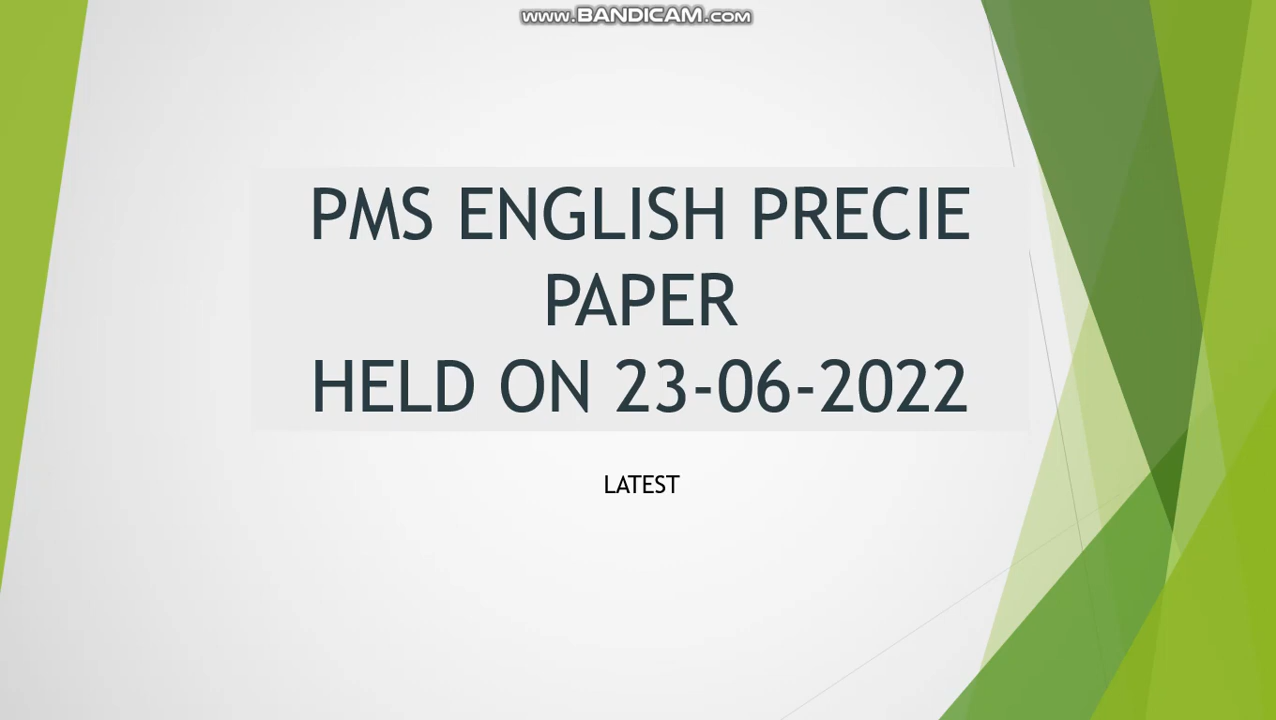 www.BANDICAM.com
PMS ENGLISH PRECIE
PAPER
HELD ON 23-06-2022
LATEST